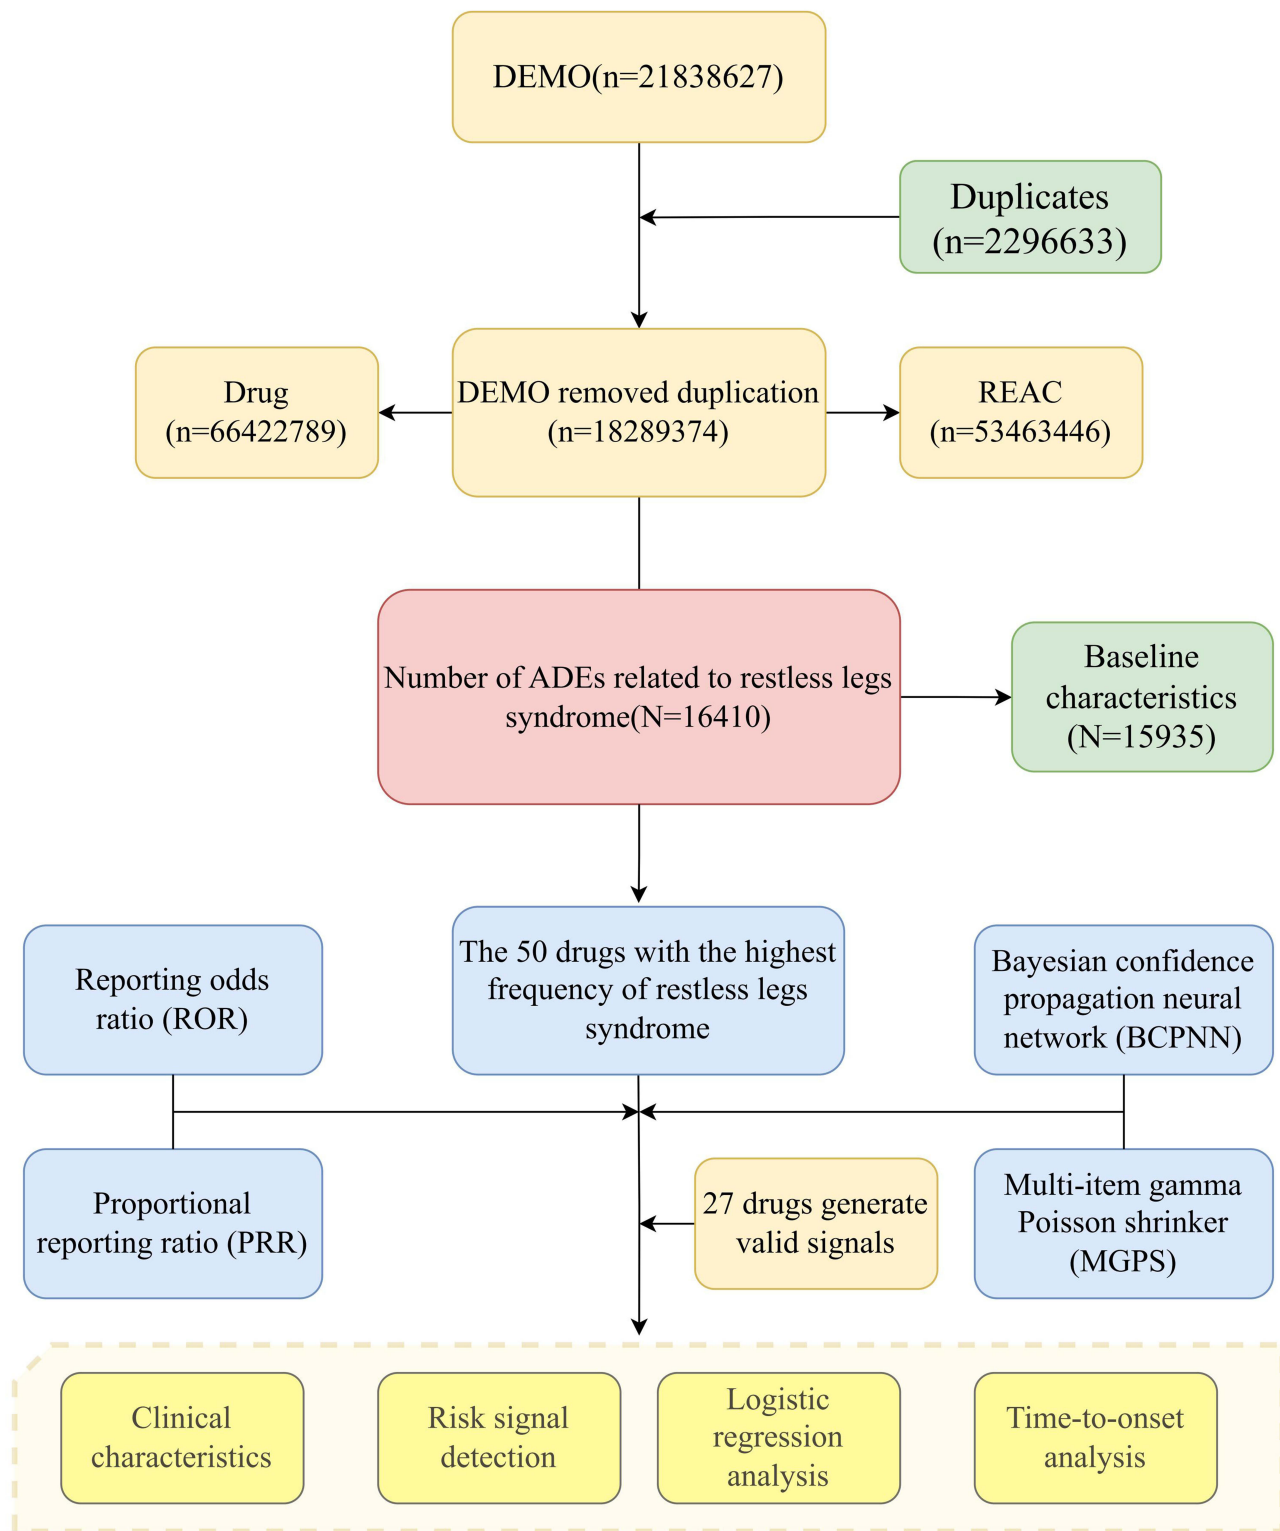 DEMO(n=21838627)
Duplicates
(n=2296633)
Drug
(n=66422789)
DEMO removed duplication
(n=18289374)
REAC
(n=53463446)
Number of ADEs related to restless legs
syndrome(N=16410)
Baseline
characteristics
(N=15935)
Reporting odds
ratio (ROR)
The 50 drugs with the highest
frequency of restless legs
syndrome
Bayesian confidence
propagation neural
network (BCPNN)
Proportional
reporting ratio (PRR)
27 drugs generate
valid signals
Multi-item gamma
Poisson shrinker
(MGPS)
Clinical
characteristics
Risk signal
detection
Logistic
regression
analysis
Time-to-onset
analysis